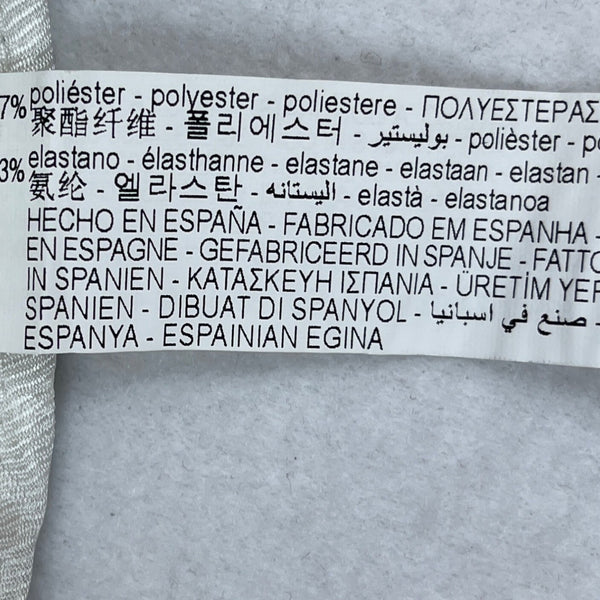 7% poliéster - polyester - poliestere - ΠΟΛΥΕΣΤΕΡΑΣ
聚酯纤维 - 폴리에스터 - بوليستير - polièster - po
3% elastano - élasthanne - elastane - elastaan - elastan -
氨纶 - 엘라스탄 - اليستانه - elastà - elastanoa
HECHO EN ESPAÑA - FABRICADO EM ESPANHA -
EN ESPAGNE - GEFABRICEERD IN SPANJE - FATTO
IN SPANIEN - ΚΑΤΑΣΚΕΥΗ ΙΣΠΑΝΙΑ - ÜRETİM YER
SPANIEN - DIBUAT DI SPANYOL - صنع في اسبانيا -
ESPANYA - ESPAINIAN EGINA